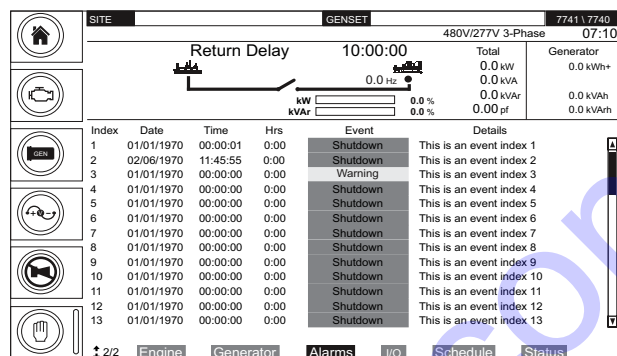 SITE GENSET 7741 \ 7740
480V/277V 3-Phase 07:10
Return Delay 10:00:00 Total Generator
0.0 kW 0.0 kWh+
0.0 Hz 0.0 kVA
0.0 kVAr 0.0 kVAh
kW 0.0 %
kVAr 0.0 % 0.00 pf 0.0 kVArh
Index Date Time Hrs Event Details
1 01/01/1970 00:00:01 0:00 Shutdown This is an event index 1
2 02/06/1970 11:45:55 0:00 Shutdown This is an event index 2
3 01/01/1970 00:00:00 0:00 Warning This is an event index 3
4 01/01/1970 00:00:00 0:00 Shutdown This is an event index 4
5 01/01/1970 00:00:00 0:00 Shutdown This is an event index 5
6 01/01/1970 00:00:00 0:00 Shutdown This is an event index 6
7 01/01/1970 00:00:00 0:00 Shutdown This is an event index 7
8 01/01/1970 00:00:00 0:00 Shutdown This is an event index 8
9 01/01/1970 00:00:00 0:00 Shutdown This is an event index 9
10 01/01/1970 00:00:00 0:00 Shutdown This is an event index 10
11 01/01/1970 00:00:00 0:00 Shutdown This is an event index 11
12 01/01/1970 00:00:00 0:00 Shutdown This is an event index 12
13 01/01/1970 00:00:00 0:00 Shutdown This is an event index 13
2/2 Engine Generator Alarms I/O Schedule Status
GEN
+ V -